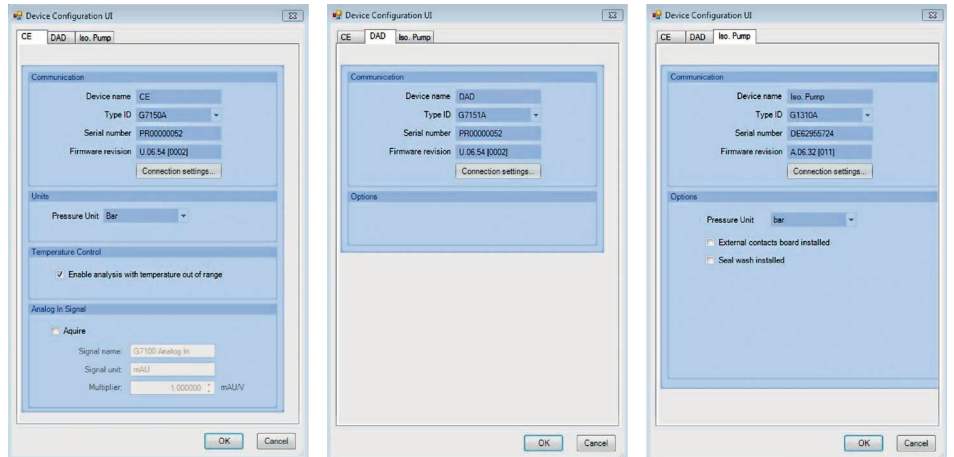 Device Configuration UI
CE DAD Iso. Pump
Communication
Device name CE
Type ID G7150A
Serial number PR00000052
Firmware revision U.06.54 [0002]
Connection settings...
Units
Pressure Unit Bar
Temperature Control
Enable analysis with temperature out of range
Analog In Signal
Aquire
Signal name: G7100 Analog In
Signal unit: mAU
Multiplier: 1.000000 mAU/V
OK Cancel
Device Configuration UI
CE DAD Iso. Pump
Communication
Device name DAD
Type ID G7151A
Serial number PR00000052
Firmware revision U.06.54 [0002]
Connection settings...
Options
OK Cancel
Device Configuration UI
CE DAD Iso. Pump
Communication
Device name Iso. Pump
Type ID G1310A
Serial number DE62955724
Firmware revision A.06.32 [011]
Connection settings...
Options
Pressure Unit bar
External contacts board installed
Seal wash installed
OK Cancel